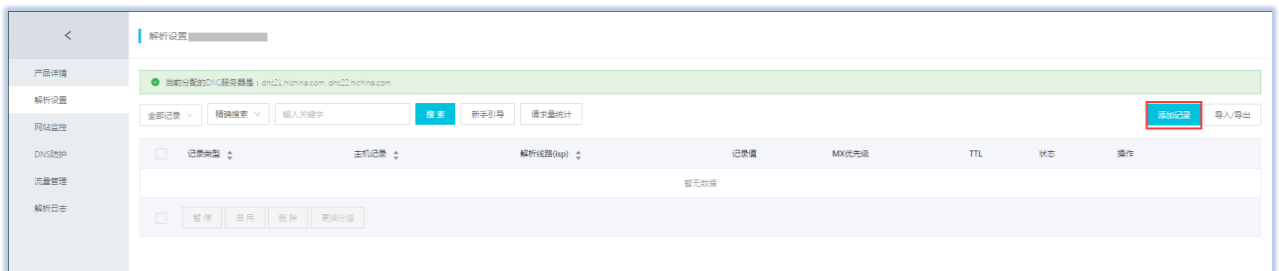 解析设置
产品详情
解析设置
网站监控
DNS防护
流量管理
解析日志
当前分配的DNS服务器是：dns21.hichina.com, dns22.hichina.com
全部记录 精确搜索 输入关键字 搜 索 新手引导 请求量统计 添加记录 导入/导出
记录类型 主机记录 解析线路(isp) 记录值 MX优先级 TTL 状态 操作
暂无数据
暂 停 启 用 删 除 更换分组